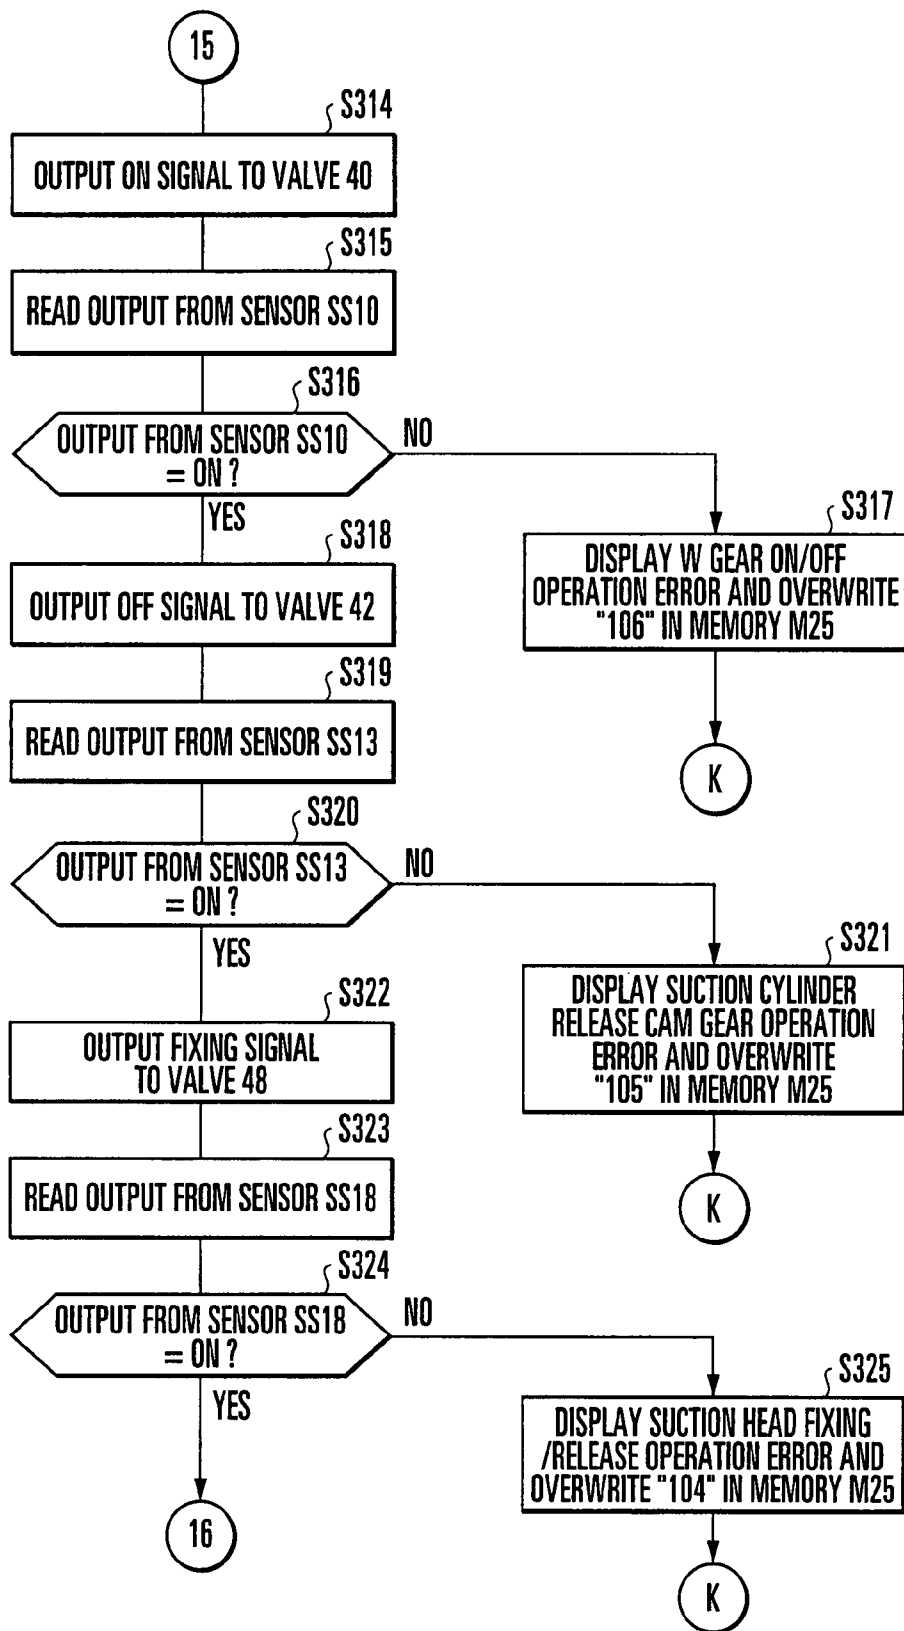 15
S314
OUTPUT ON SIGNAL TO VALVE 40
S315
READ OUTPUT FROM SENSOR SS10
S316
OUTPUT FROM SENSOR SS10
= ON ?
NO
YES
S317
DISPLAY W GEAR ON/OFF
OPERATION ERROR AND OVERWRITE
"106" IN MEMORY M25
K
S318
OUTPUT OFF SIGNAL TO VALVE 42
S319
READ OUTPUT FROM SENSOR SS13
S320
OUTPUT FROM SENSOR SS13
= ON ?
NO
YES
S321
DISPLAY SUCTION CYLINDER
RELEASE CAM GEAR OPERATION
ERROR AND OVERWRITE
"105" IN MEMORY M25
K
S322
OUTPUT FIXING SIGNAL
TO VALVE 48
S323
READ OUTPUT FROM SENSOR SS18
S324
OUTPUT FROM SENSOR SS18
= ON ?
NO
YES
S325
DISPLAY SUCTION HEAD FIXING
/RELEASE OPERATION ERROR AND
OVERWRITE "104" IN MEMORY M25
K
16